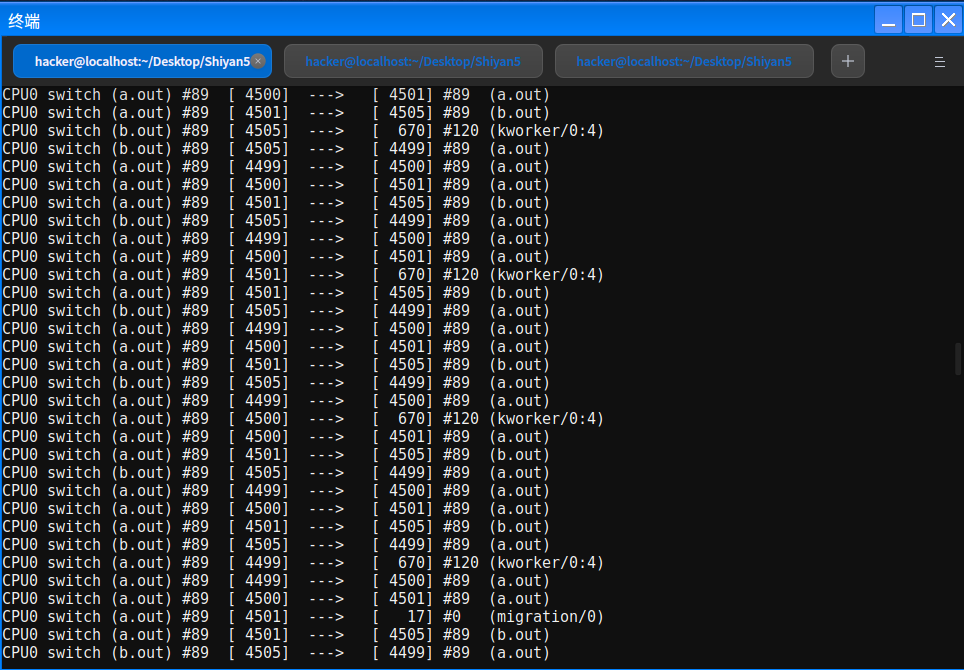 终端
hacker@localhost:~/Desktop/Shiyan5
hacker@localhost:~/Desktop/Shiyan5
hacker@localhost:~/Desktop/Shiyan5
CPU0 switch (a.out) #89 [ 4500] ---> [ 4501] #89 (a.out)
CPU0 switch (a.out) #89 [ 4501] ---> [ 4505] #89 (b.out)
CPU0 switch (b.out) #89 [ 4505] ---> [ 670] #120 (kworker/0:4)
CPU0 switch (b.out) #89 [ 4505] ---> [ 4499] #89 (a.out)
CPU0 switch (a.out) #89 [ 4499] ---> [ 4500] #89 (a.out)
CPU0 switch (a.out) #89 [ 4500] ---> [ 4501] #89 (a.out)
CPU0 switch (a.out) #89 [ 4501] ---> [ 4505] #89 (b.out)
CPU0 switch (b.out) #89 [ 4505] ---> [ 4499] #89 (a.out)
CPU0 switch (a.out) #89 [ 4499] ---> [ 4500] #89 (a.out)
CPU0 switch (a.out) #89 [ 4500] ---> [ 4501] #89 (a.out)
CPU0 switch (a.out) #89 [ 4501] ---> [ 670] #120 (kworker/0:4)
CPU0 switch (a.out) #89 [ 4501] ---> [ 4505] #89 (b.out)
CPU0 switch (b.out) #89 [ 4505] ---> [ 4499] #89 (a.out)
CPU0 switch (a.out) #89 [ 4499] ---> [ 4500] #89 (a.out)
CPU0 switch (a.out) #89 [ 4500] ---> [ 4501] #89 (a.out)
CPU0 switch (a.out) #89 [ 4501] ---> [ 4505] #89 (b.out)
CPU0 switch (b.out) #89 [ 4505] ---> [ 4499] #89 (a.out)
CPU0 switch (a.out) #89 [ 4499] ---> [ 4500] #89 (a.out)
CPU0 switch (a.out) #89 [ 4500] ---> [ 670] #120 (kworker/0:4)
CPU0 switch (a.out) #89 [ 4500] ---> [ 4501] #89 (a.out)
CPU0 switch (a.out) #89 [ 4501] ---> [ 4505] #89 (b.out)
CPU0 switch (b.out) #89 [ 4505] ---> [ 4499] #89 (a.out)
CPU0 switch (a.out) #89 [ 4499] ---> [ 4500] #89 (a.out)
CPU0 switch (a.out) #89 [ 4500] ---> [ 4501] #89 (a.out)
CPU0 switch (a.out) #89 [ 4501] ---> [ 4505] #89 (b.out)
CPU0 switch (b.out) #89 [ 4505] ---> [ 4499] #89 (a.out)
CPU0 switch (a.out) #89 [ 4499] ---> [ 670] #120 (kworker/0:4)
CPU0 switch (a.out) #89 [ 4499] ---> [ 4500] #89 (a.out)
CPU0 switch (a.out) #89 [ 4500] ---> [ 4501] #89 (a.out)
CPU0 switch (a.out) #89 [ 4501] ---> [ 17] #0 (migration/0)
CPU0 switch (a.out) #89 [ 4501] ---> [ 4505] #89 (b.out)
CPU0 switch (b.out) #89 [ 4505] ---> [ 4499] #89 (a.out)